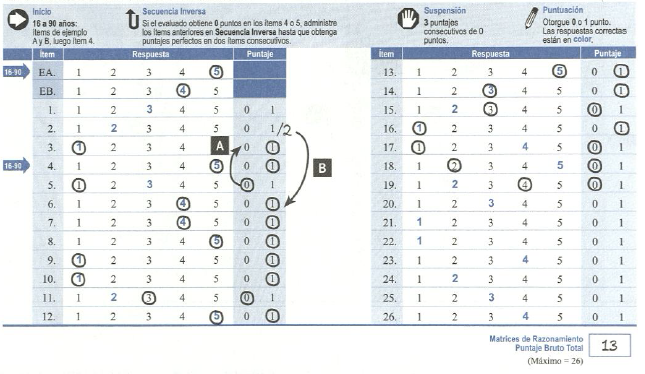 Inicio
16 a 90 años:
Items de ejemplo
A y B, luego ítem 4.
Secuencia Inversa
Si el evaluado obtiene 0 puntos en los ítems 4 o 5, administre
los ítems anteriores en Secuencia Inversa hasta que obtenga
puntajes perfectos en dos ítems consecutivos.
Suspensión
3 puntajes
consecutivos de 0
puntos.
Puntuación
Otorgue 0 o 1 punto.
Las respuestas correctas
están en color.
Ítem Respuesta Puntaje
16-90 EA. 1 2 3 4 5
EB. 1 2 3 4 5
1. 1 2 3 4 5 0 1
2. 1 2 3 4 5 0 1/2
3. 1 2 3 4 5 A 0 1
16-90 4. 1 2 3 4 5 0 1 B
5. 1 2 3 4 5 0 1
6. 1 2 3 4 5 0 1
7. 1 2 3 4 5 0 1
8. 1 2 3 4 5 0 1
9. 1 2 3 4 5 0 1
10. 1 2 3 4 5 0 1
11. 1 2 3 4 5 0 1
12. 1 2 3 4 5 0 1
Ítem Respuesta Puntaje
13. 1 2 3 4 5 0 1
14. 1 2 3 4 5 0 1
15. 1 2 3 4 5 0 1
16. 1 2 3 4 5 0 1
17. 1 2 3 4 5 0 1
18. 1 2 3 4 5 0 1
19. 1 2 3 4 5 0 1
20. 1 2 3 4 5 0 1
21. 1 2 3 4 5 0 1
22. 1 2 3 4 5 0 1
23. 1 2 3 4 5 0 1
24. 1 2 3 4 5 0 1
25. 1 2 3 4 5 0 1
26. 1 2 3 4 5 0 1
Matrices de Razonamiento
Puntaje Bruto Total 13
(Máximo = 26)